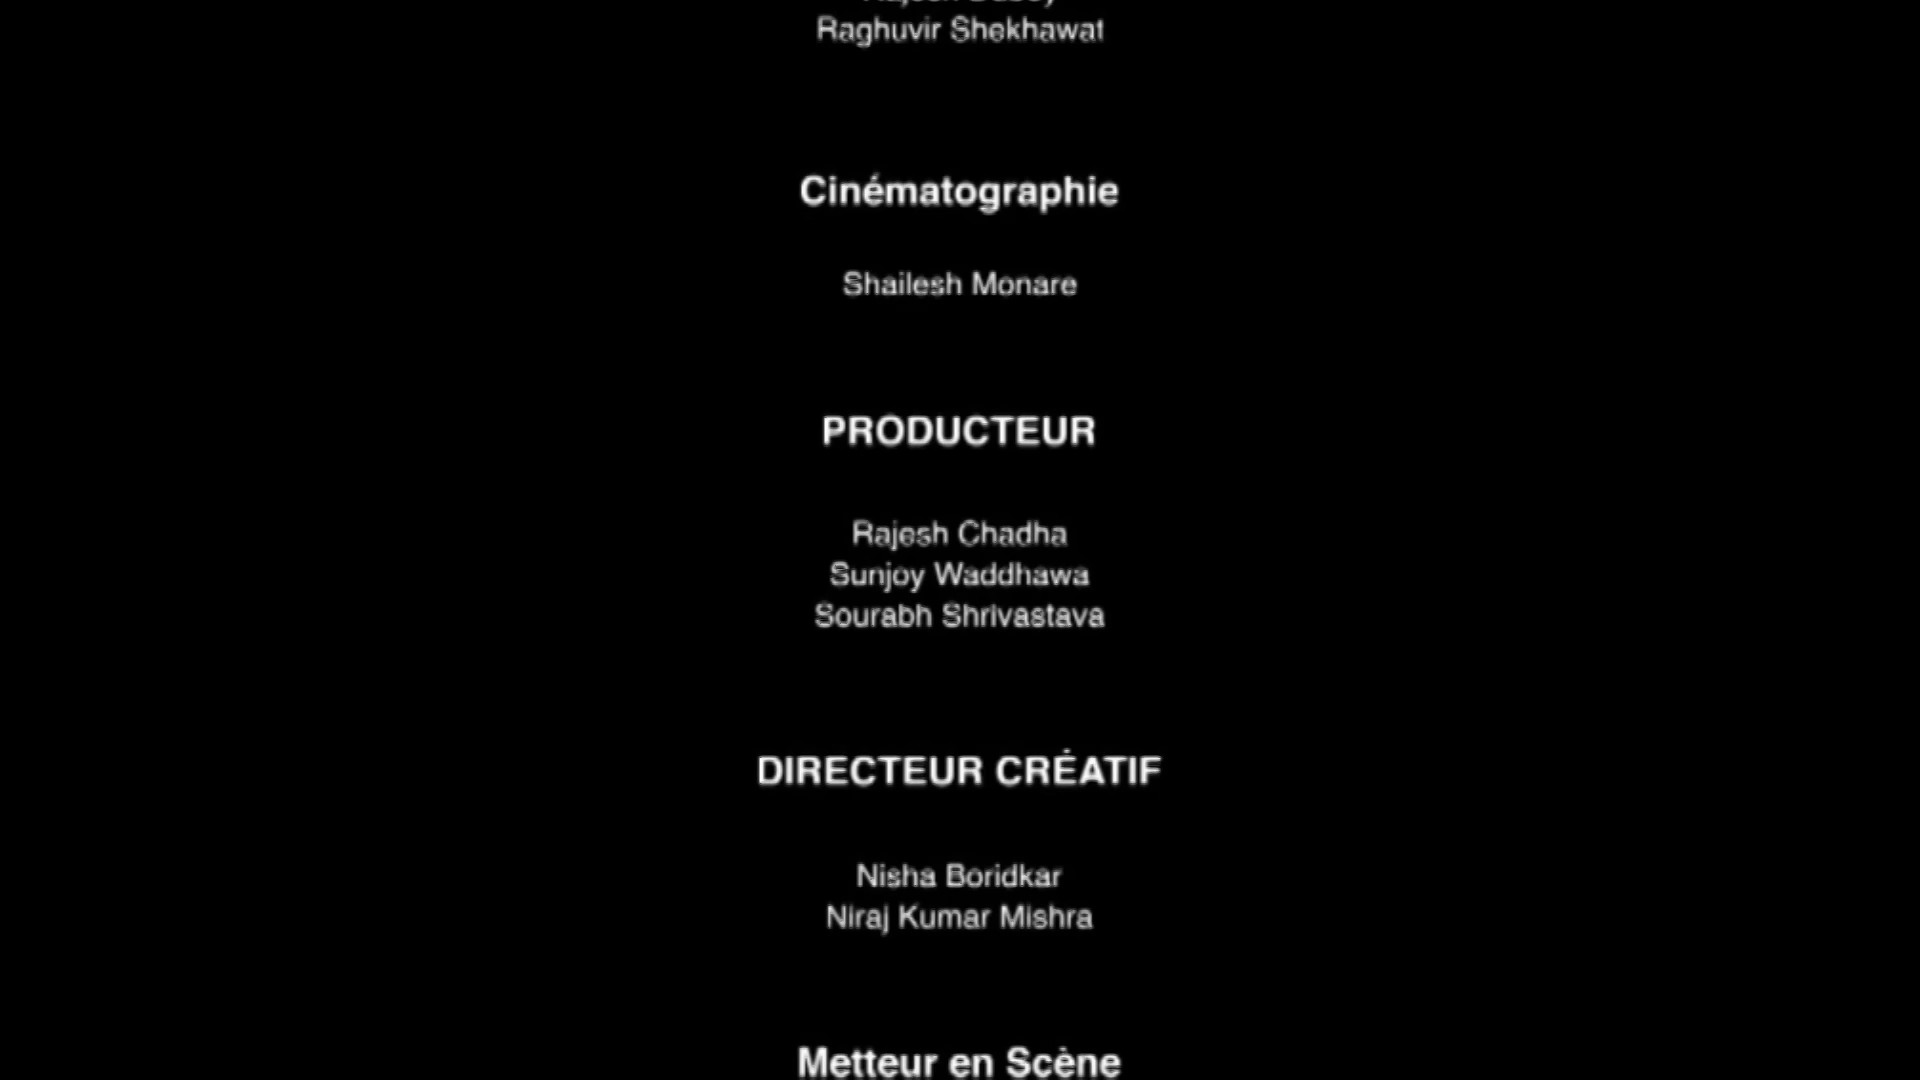 Raghuvir Shekhawat
Cinématographie
Shailesh Monare
PRODUCTEUR
Rajesh Chadha
Sunjoy Waddhawa
Sourabh Shrivastava
DIRECTEUR CRÉATIF
Nisha Boridkar
Niraj Kumar Mishra
Metteur en Scène